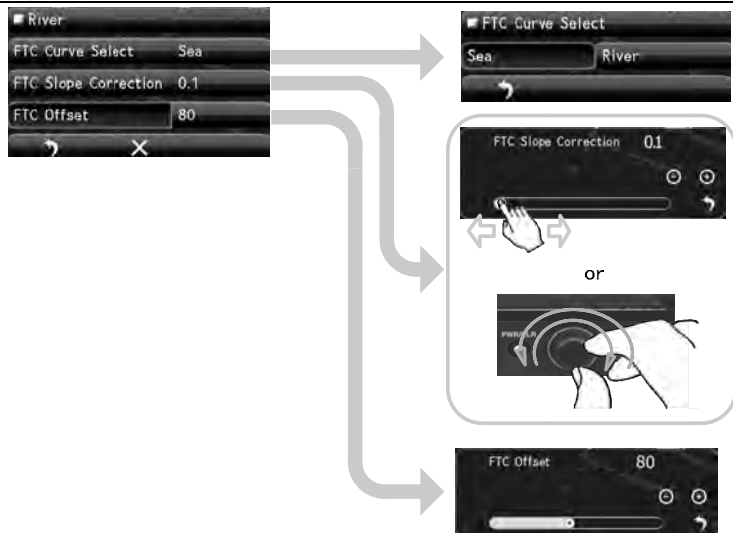 River
FTC Curve Select Sea
FTC Slope Correction 0.1
FTC Offset 80
FTC Curve Select
Sea River
FTC Slope Correction 0.1
or
PWR/CLR
FTC Offset 80